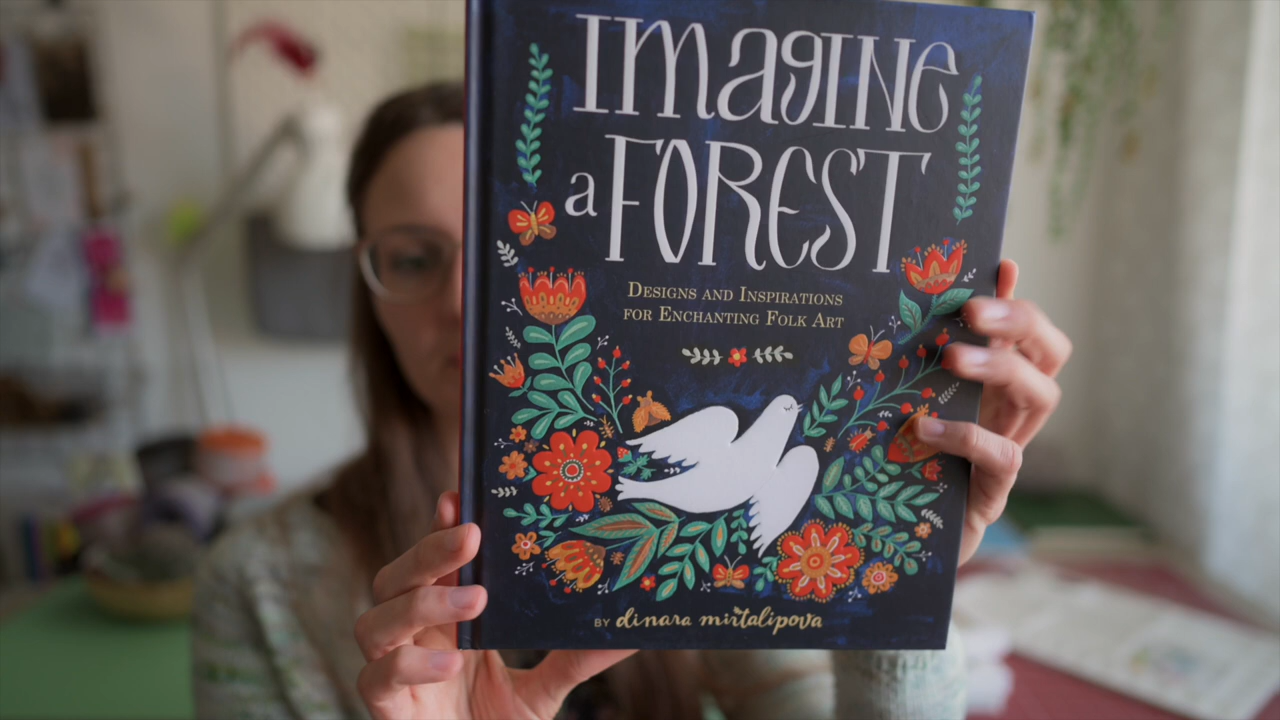 Imagine
a Forest
Designs and Inspirations
for Enchanting Folk Art
by dinara mirtalipova